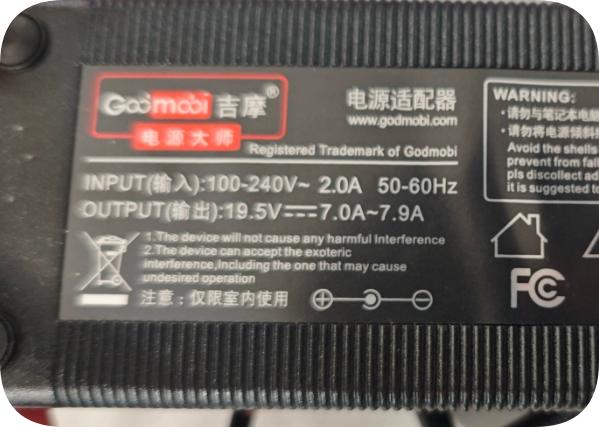 Godmobi 吉摩®
电源大师
电源适配器
www.godmobi.com
Registered Trademark of Godmobi
INPUT(输入):100-240V~ 2.0A 50-60Hz
OUTPUT(输出):19.5V⎓7.0A~7.9A
1.The device will not cause any harmful Interference
2.The device can accept the exoteric
interference,Including the one that may cause
undesired operation
注意：仅限室内使用
WARNING:
·请勿与笔记本电脑
·请勿将电源倾斜
Avoid the shells
prevent from fall
pls discollect ad
it is suggested to
FC